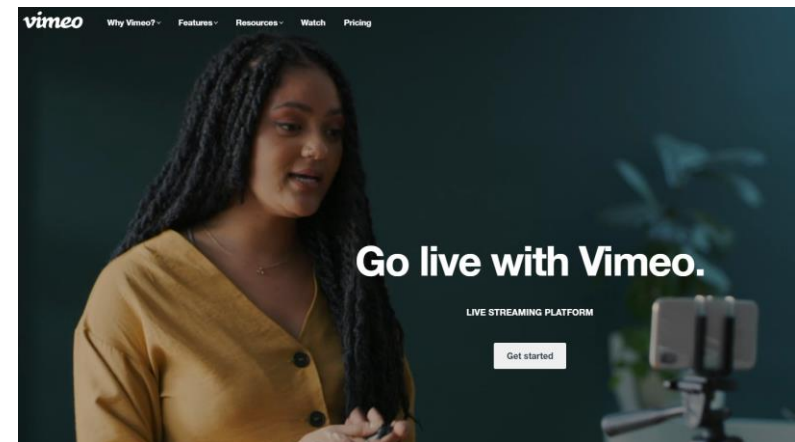 vimeo Why Vimeo? Features Resources Watch Pricing
Go live with Vimeo.
LIVE STREAMING PLATFORM
Get started